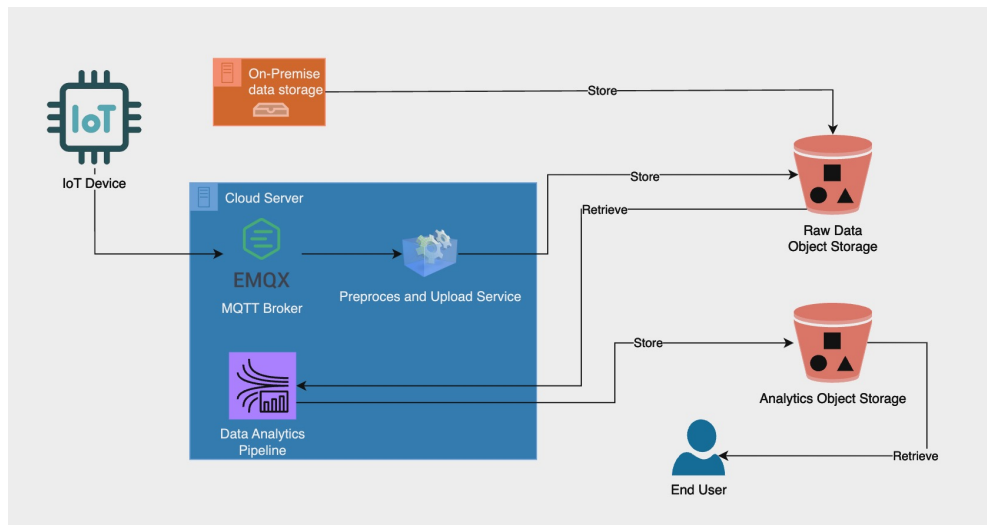 IoT
IoT Device
On-Premise
data storage
Store
Cloud Server
EMQX
MQTT Broker
Preproces and Upload Service
Store
Retrieve
Raw Data
Object Storage
Data Analytics
Pipeline
Store
Analytics Object Storage
Retrieve
End User